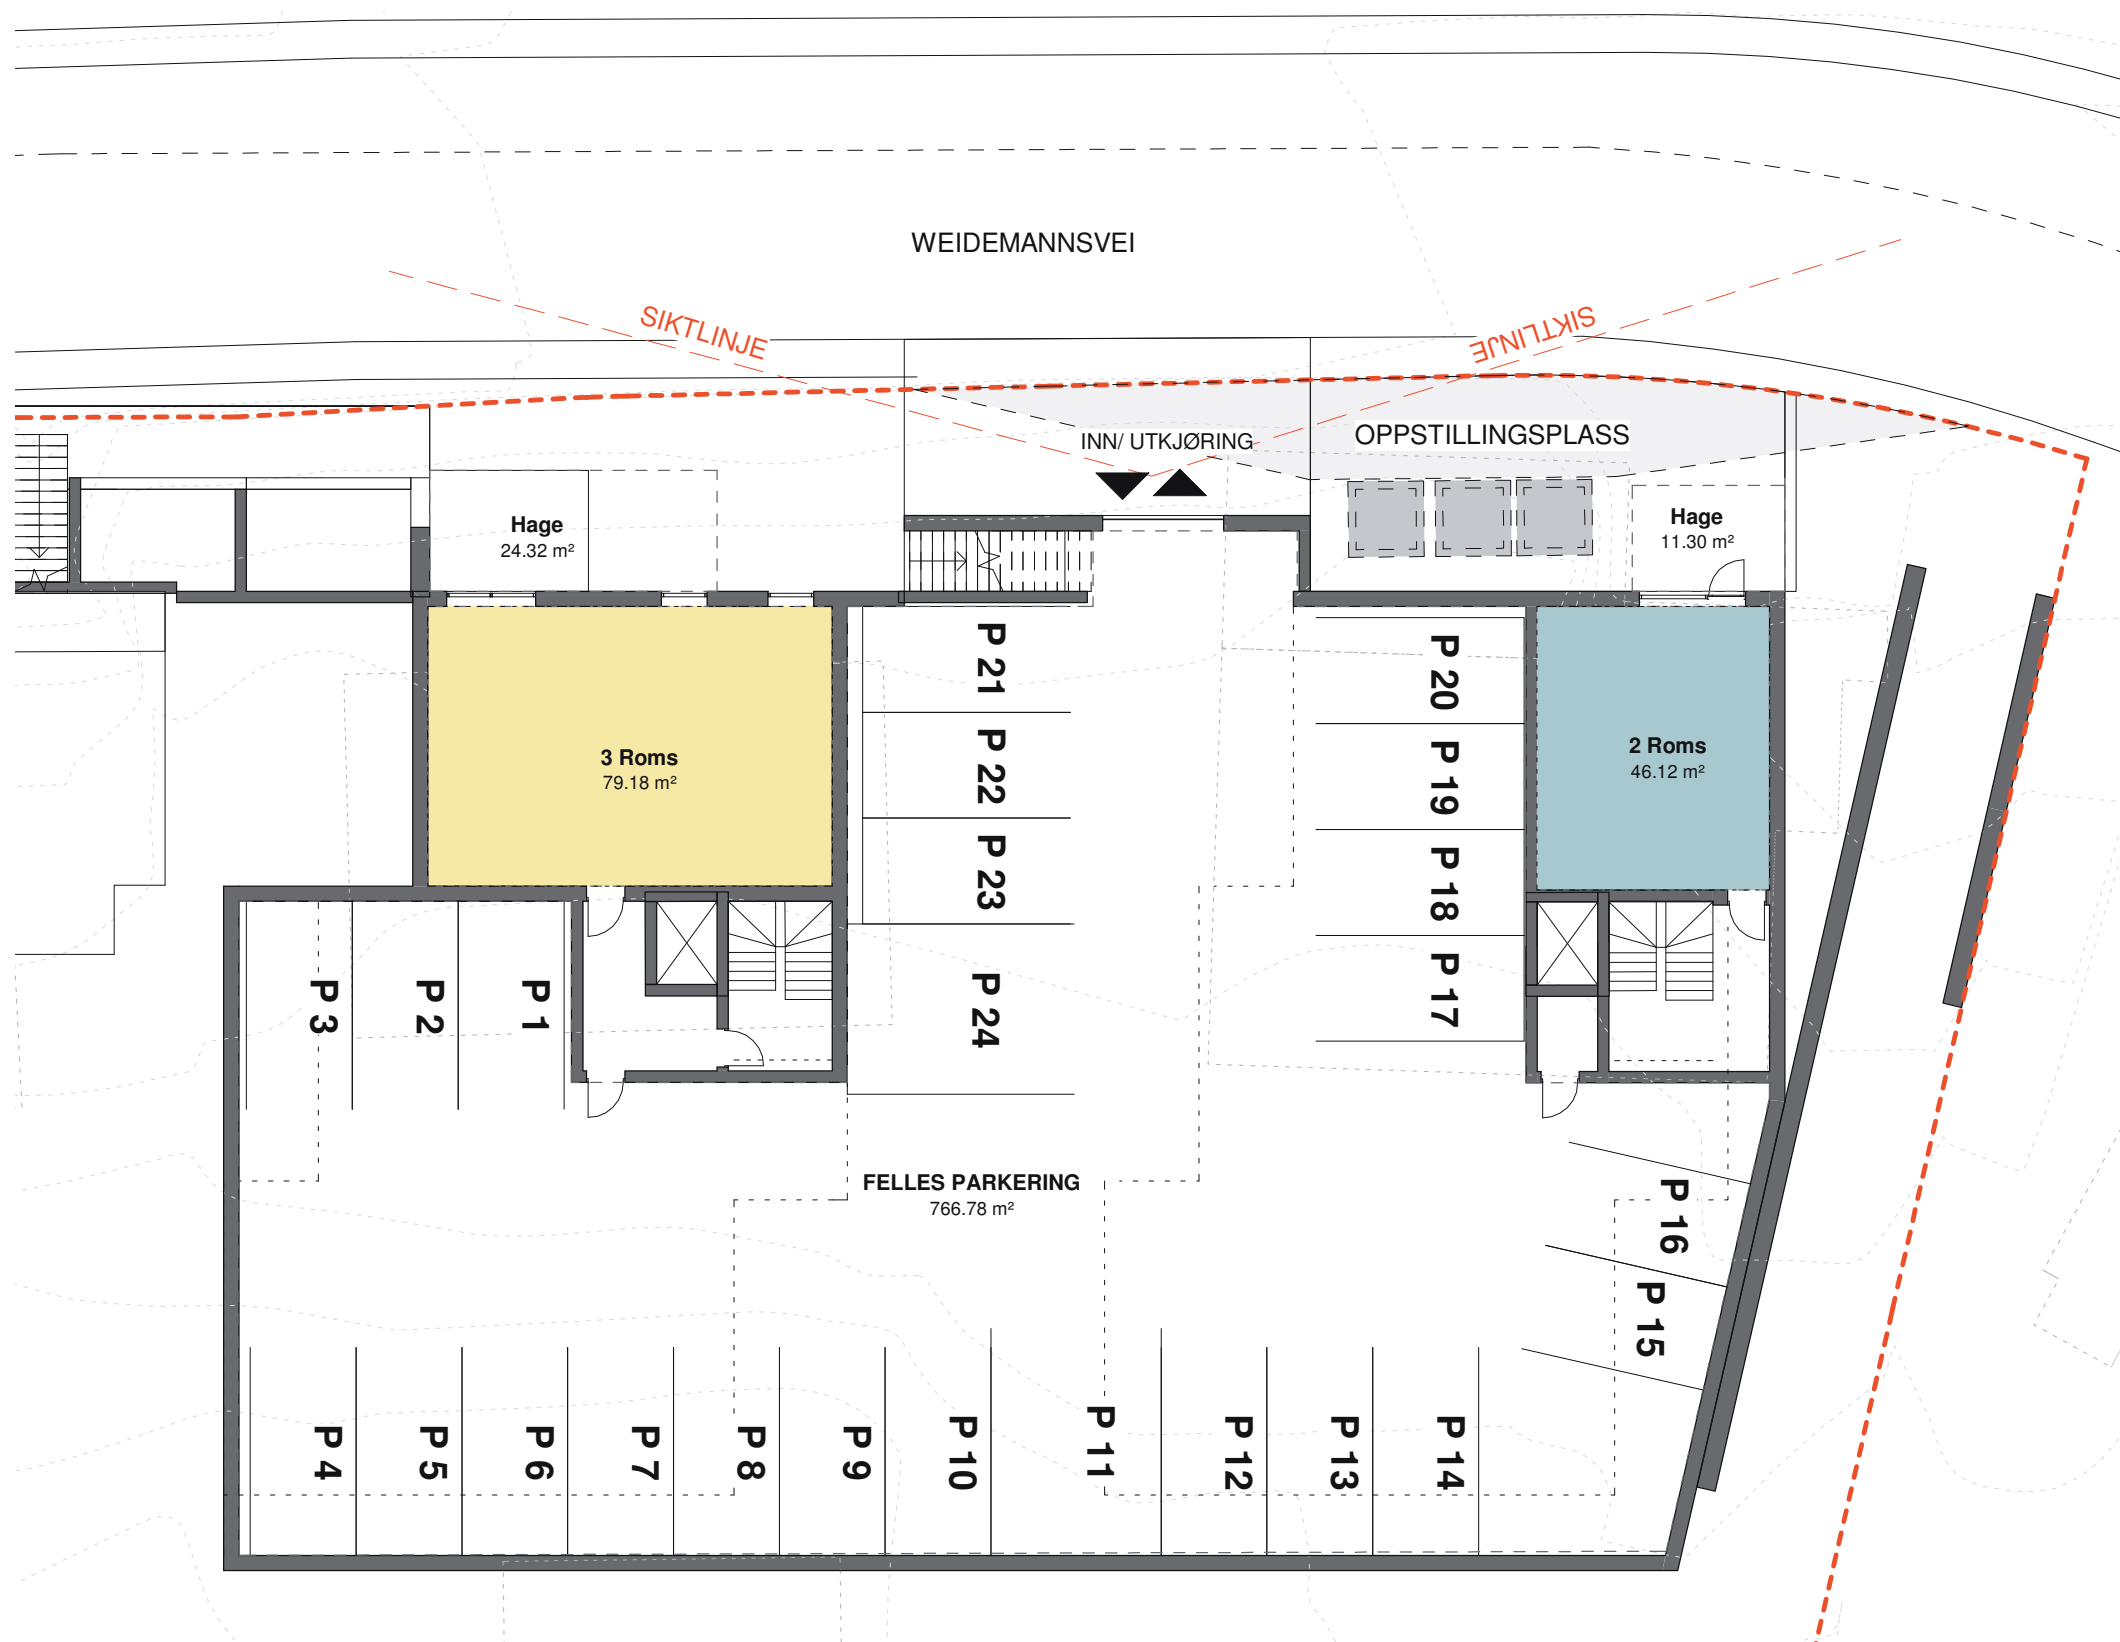 WEIDEMANNSVEI
SIKTLINJE
SIKTLINJE
INN/ UTKJØRING
OPPSTILLINGSPLASS
Hage
24.32 m²
Hage
11.30 m²
P 21
P 20
3 Roms
79.18 m²
P 22
P 19
2 Roms
46.12 m²
P 23
P 18
P 3
P 2
P 1
P 24
P 17
FELLES PARKERING
766.78 m²
P 16
P 15
P 4
P 5
P 6
P 7
P 8
P 9
P 10
P 11
P 12
P 13
P 14